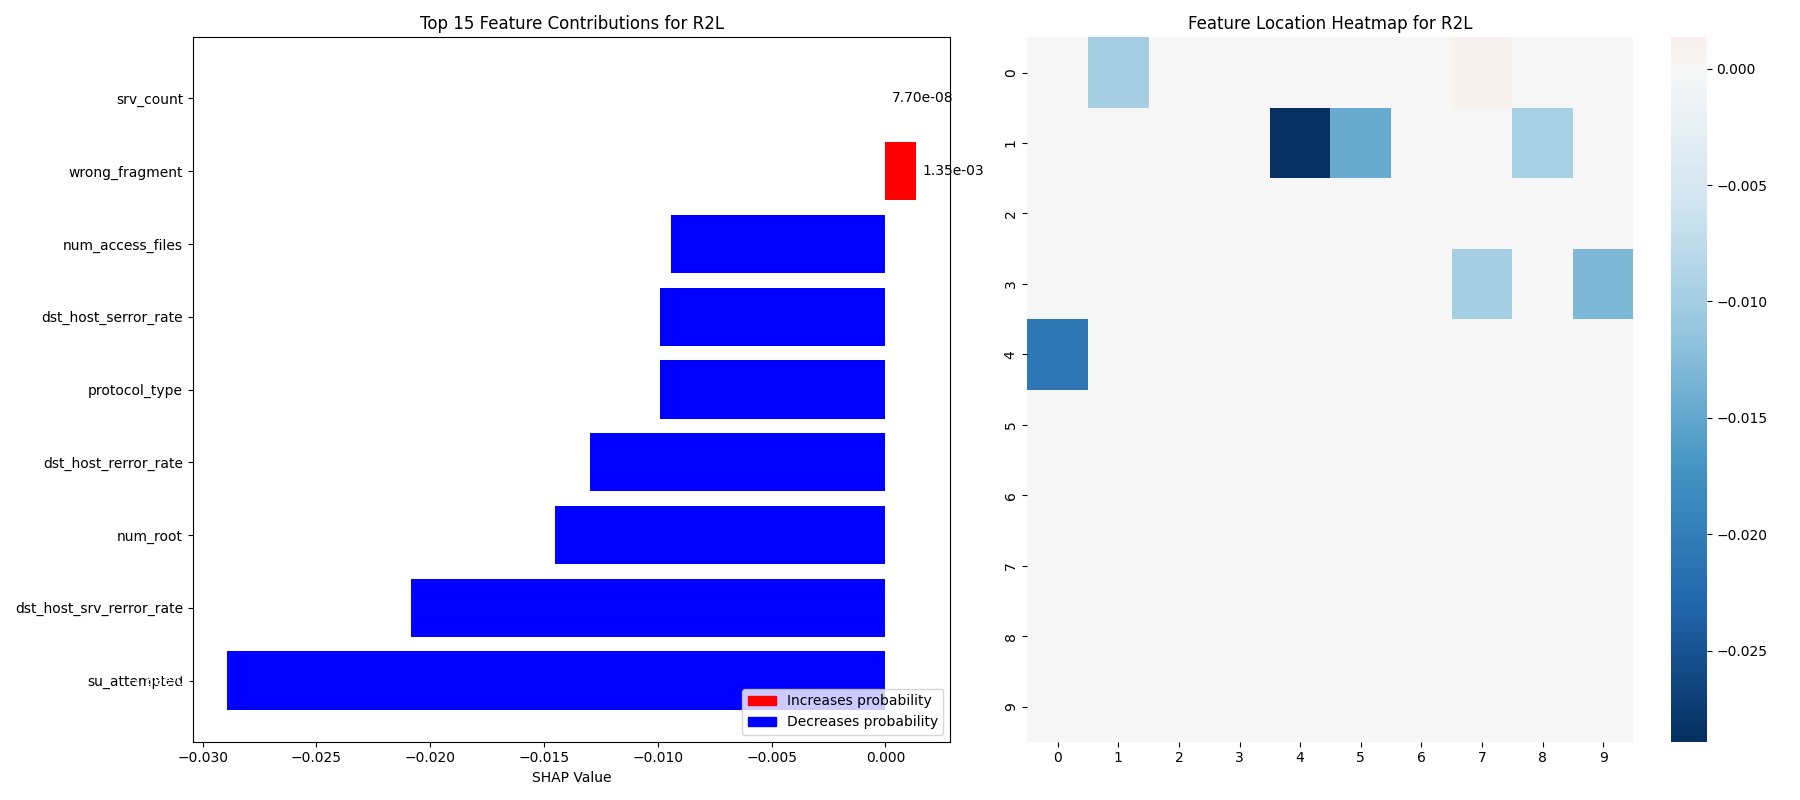 Top 15 Feature Contributions for R2L
srv_count
7.70e-08
wrong_fragment
1.35e-03
num_access_files
dst_host_serror_rate
protocol_type
dst_host_rerror_rate
num_root
dst_host_srv_rerror_rate
su_attempted
Increases probability
Decreases probability
−0.030 −0.025 −0.020 −0.015 −0.010 −0.005 0.000
SHAP Value
Feature Location Heatmap for R2L
0
1
2
3
4
5
6
7
8
9
0 1 2 3 4 5 6 7 8 9
0.000
−0.005
−0.010
−0.015
−0.020
−0.025